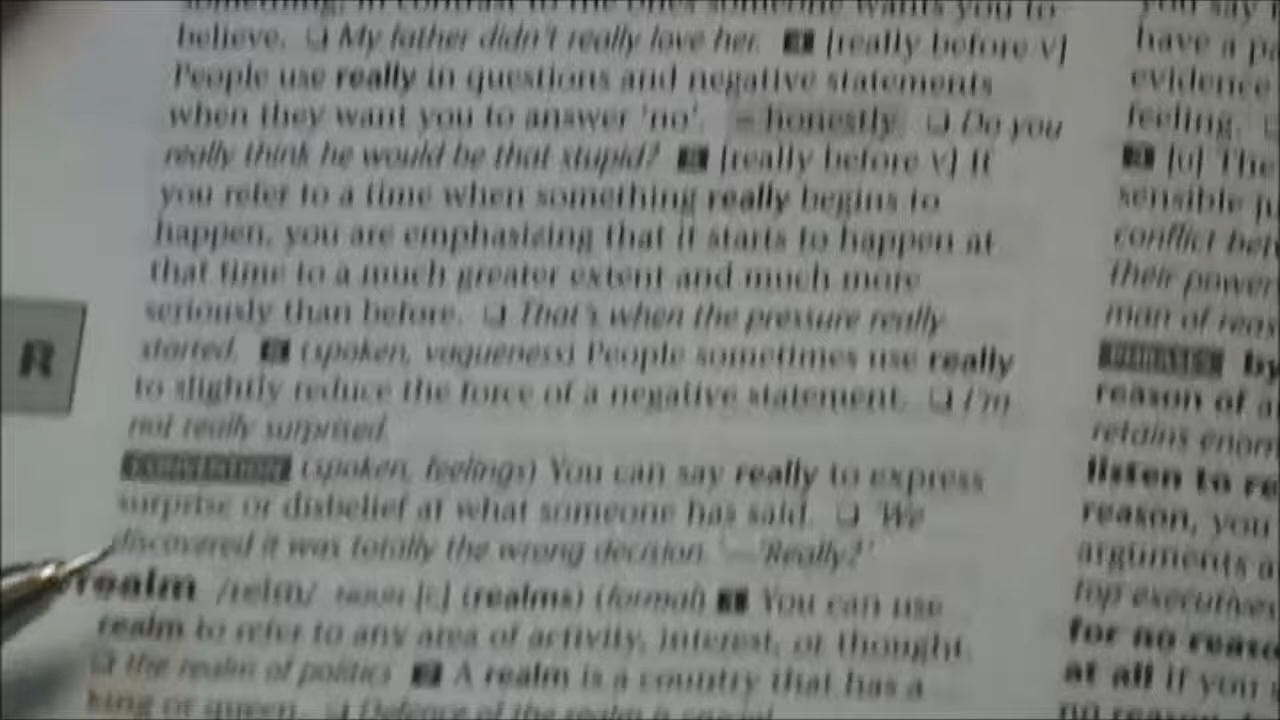 something, in contrast to the ones someone wants you to
believe. ❏ My father didn't really love her. [really before v]
People use really in questions and negative statements
when they want you to answer 'no'. = honestly ❏ Do you
really think he would be that stupid? [really before v] If
you refer to a time when something really begins to
happen, you are emphasizing that it starts to happen at
that time to a much greater extent and much more
seriously than before. ❏ That's when the pressure really
started. (spoken, vagueness) People sometimes use really
to slightly reduce the force of a negative statement. ❏ I'm
not really surprised.
CONVENTION (spoken, feelings) You can say really to express
surprise or disbelief at what someone has said. ❏ 'We
discovered it was totally the wrong decision.'—'Really?'
realm /relm/ noun [c] (realms) (formal) You can use
realm to refer to any area of activity, interest, or thought.
❏ the realm of politics A realm is a country that has a
king or queen. ❏ Defence of the realm is
R
you say
have a
evidence
feeling.
[u] The
sensible
conflict
their power
man of
by
reason of a
retains
listen to
reason, you
arguments a
top executives
for no
at all if you
no reason